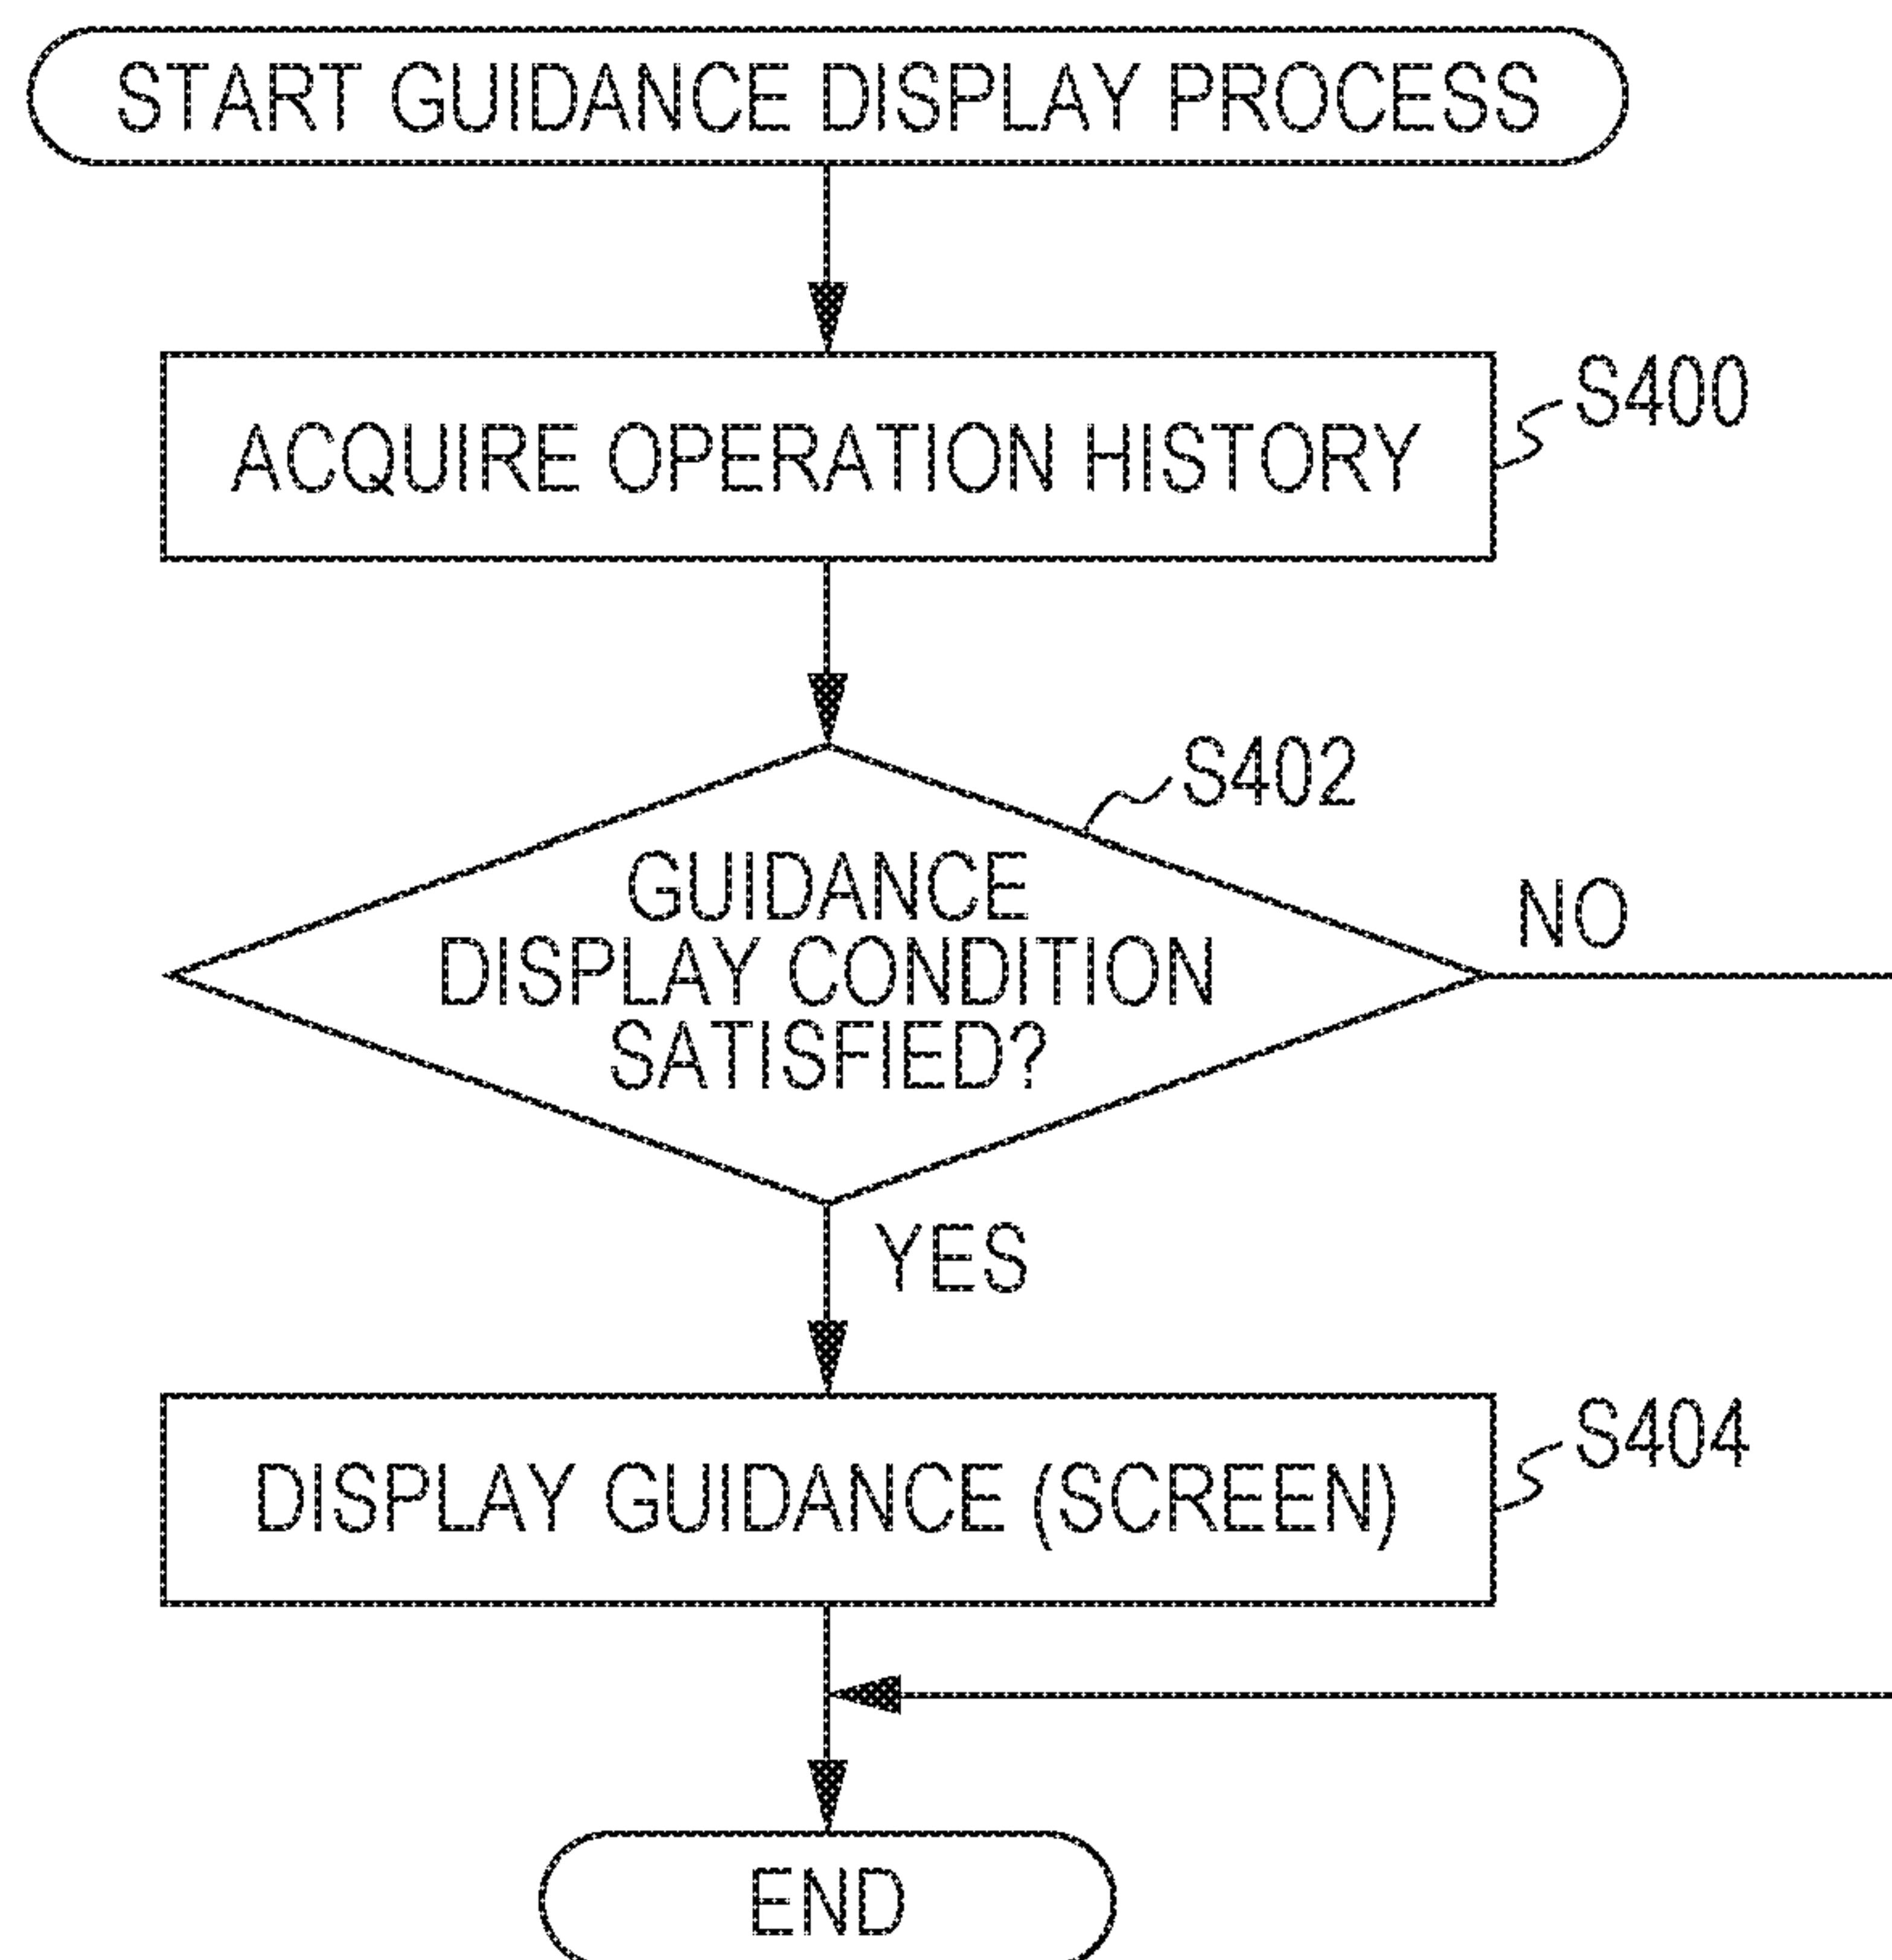 START GUIDANCE DISPLAY PROCESS
S400
ACQUIRE OPERATION HISTORY
S402
GUIDANCE
DISPLAY CONDITION
SATISFIED?
NO
YES
S404
DISPLAY GUIDANCE (SCREEN)
END